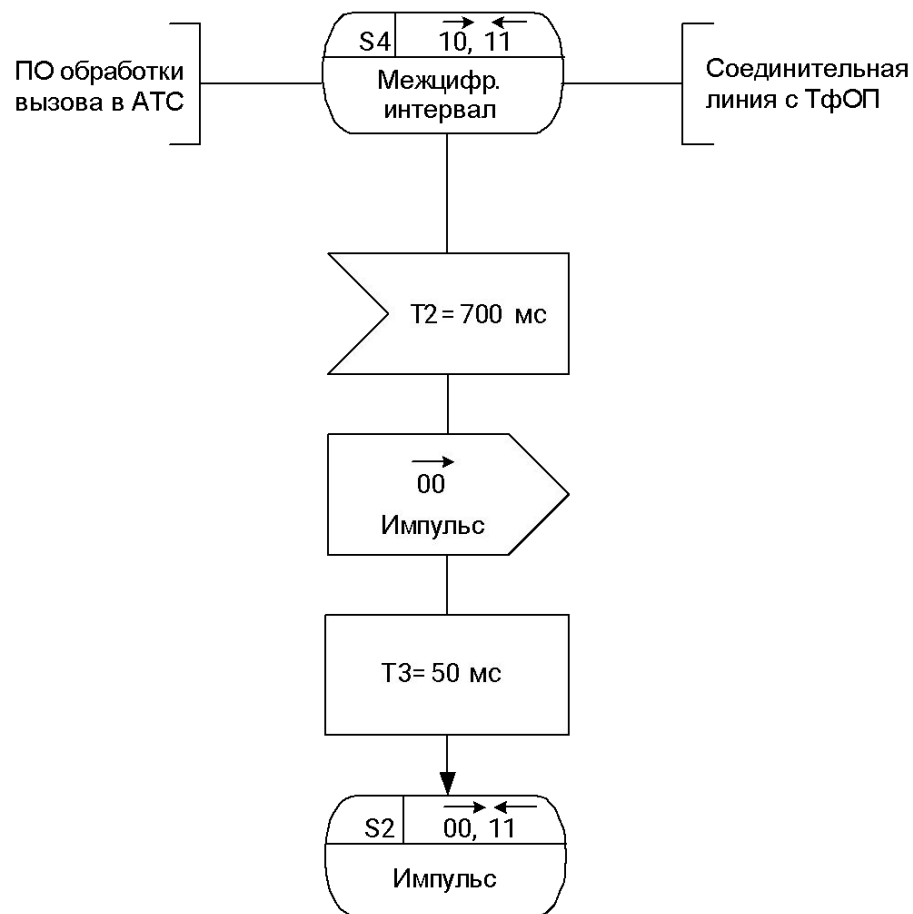 ПО обработки
вызова в АТС
S4
10, 11
Межцифр.
интервал
Соединительная
линия с ТфОП
T2 = 700 мс
00
Импульс
T3= 50 мс
S2
00, 11
Импульс